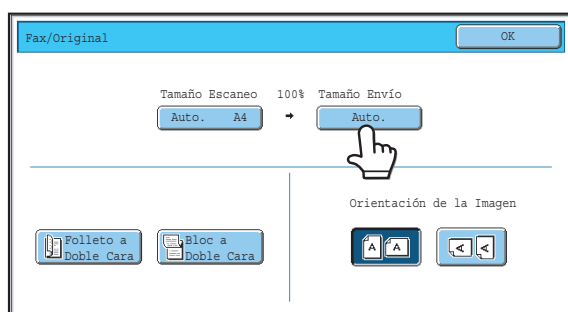 Fax/Original
OK
Tamaño Escaneo 100% Tamaño Envío
Auto. A4
Auto.
Orientación de la Imagen
Folleto a
Doble Cara
Bloc a
Doble Cara
A A
A A